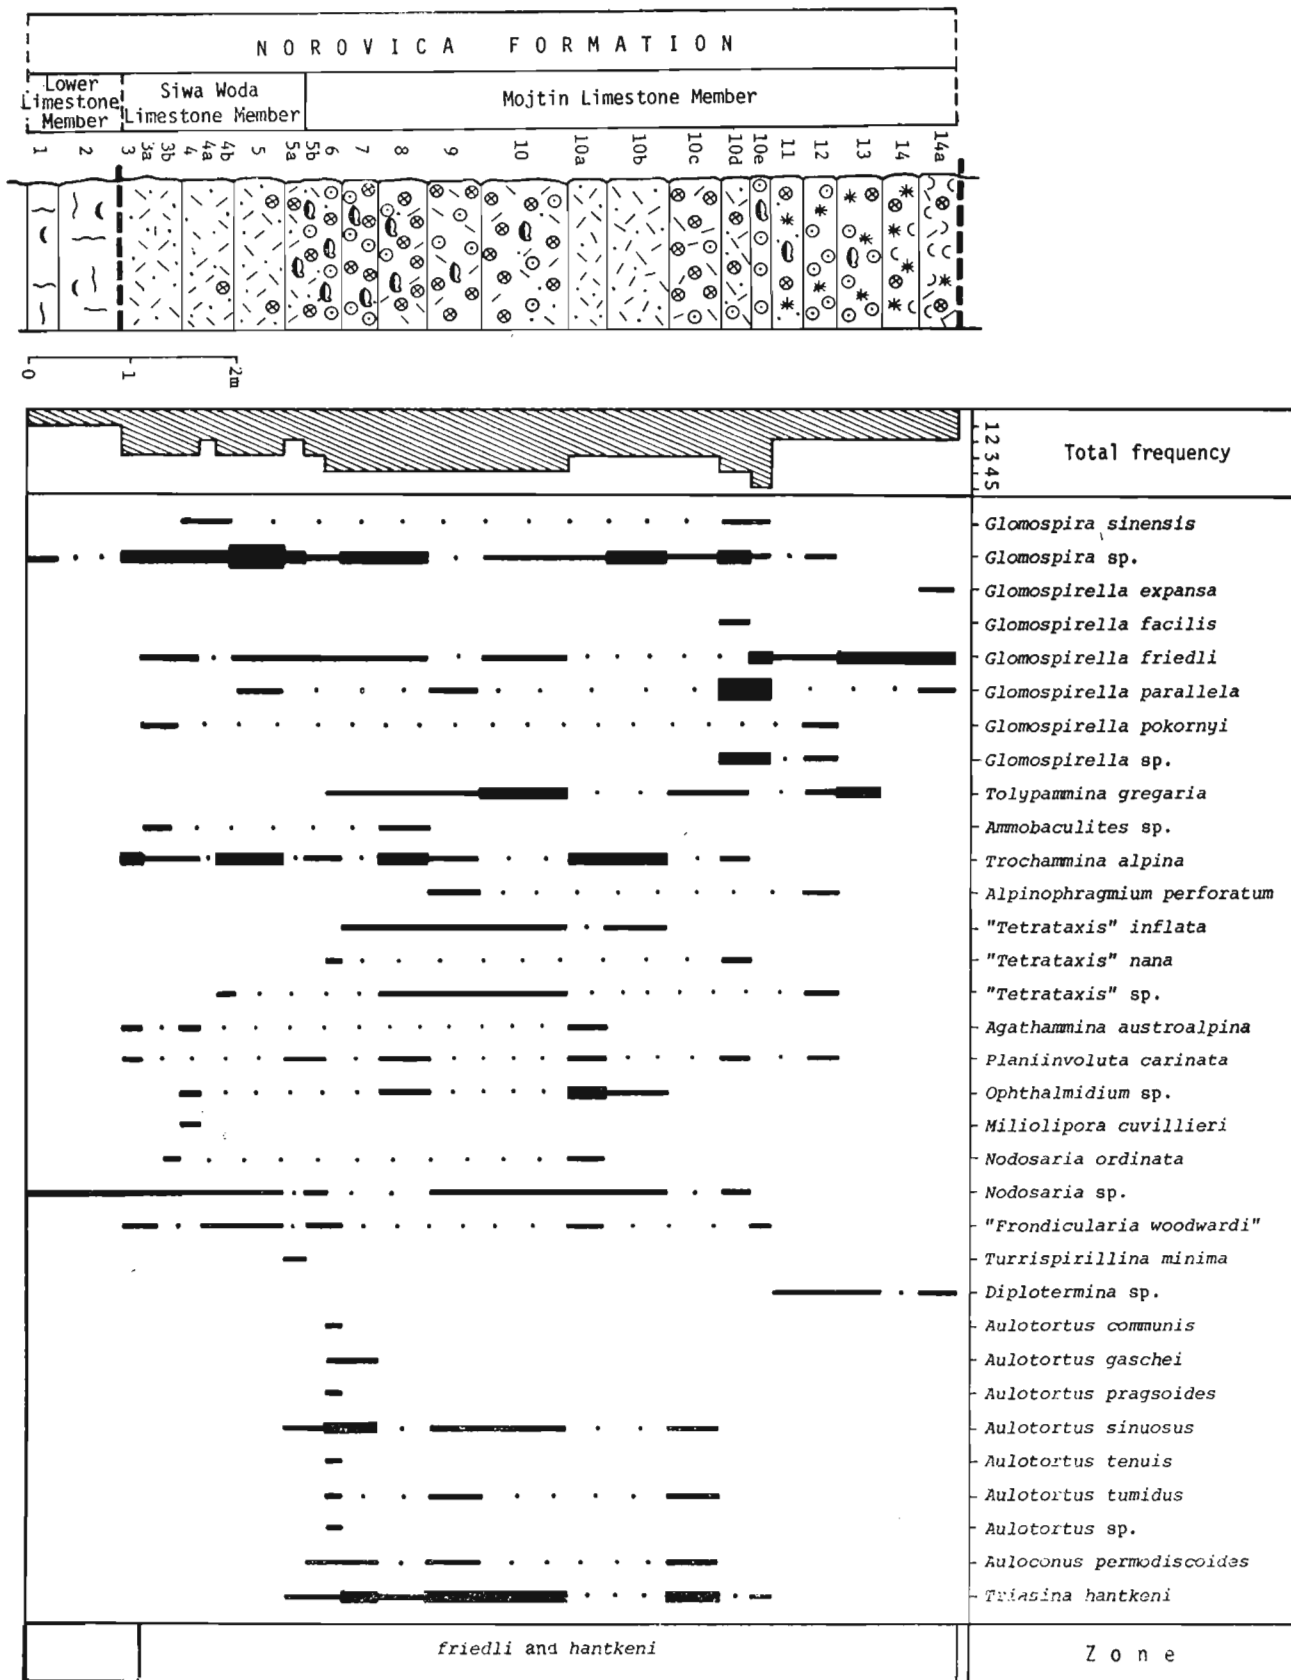 NOROVICA FORMATION
Lower Limestone Member
Siwa Woda Limestone Member
Mojtin Limestone Member
1 2 3 3a 3b 4 4a 4b 5 5a 5b 6 7 8 9 10 10a 10b 10c 10d 10e 11 12 13 14 14a
0 1 2m
1 2 3 4 5
Total frequency
Glomospira sinensis
Glomospira sp.
Glomospirella expansa
Glomospirella facilis
Glomospirella friedli
Glomospirella parallela
Glomospirella pokornyi
Glomospirella sp.
Tolypammina gregaria
Ammobaculites sp.
Trochammina alpina
Alpinophragmium perforatum
"Tetrataxis" inflata
"Tetrataxis" nana
"Tetrataxis" sp.
Agathammina austroalpina
Planiinvoluta carinata
Ophthalmidium sp.
Miliolipora cuvillieri
Nodosaria ordinata
Nodosaria sp.
"Frondicularia woodwardi"
Turrispirillina minima
Diplotermina sp.
Aulotortus communis
Aulotortus gaschei
Aulotortus pragsoides
Aulotortus sinuosus
Aulotortus tenuis
Aulotortus tumidus
Aulotortus sp.
Auloconus permodiscoides
Triasina hantkeni
friedli and hantkeni
Zone